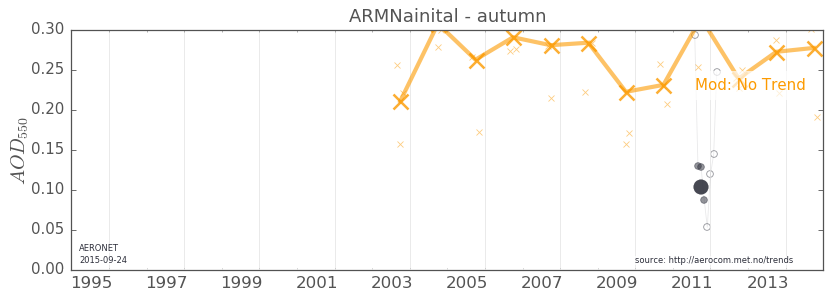 ARMNainital - autumn
0.30
0.25
0.20
0.15
0.10
0.05
0.00
AOD550
Mod: No Trend
AERONET
2015-09-24
source: http://aerocom.met.no/trends
1995 1997 1999 2001 2003 2005 2007 2009 2011 2013